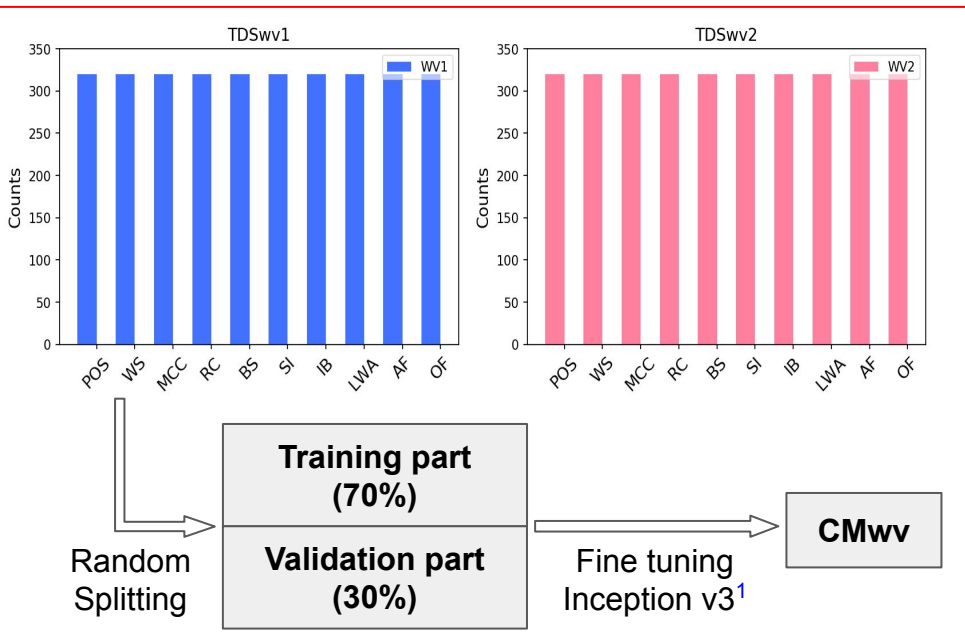 TDSwv1
350
300
250
200
150
100
50
0
Counts
WV1
POS WS MCC RC BS SI IB LWA AF OF
TDSwv2
350
300
250
200
150
100
50
0
Counts
WV2
POS WS MCC RC BS SI IB LWA AF OF
Random
Splitting
Training part
(70%)
Validation part
(30%)
Fine tuning
Inception v3¹
CMwv